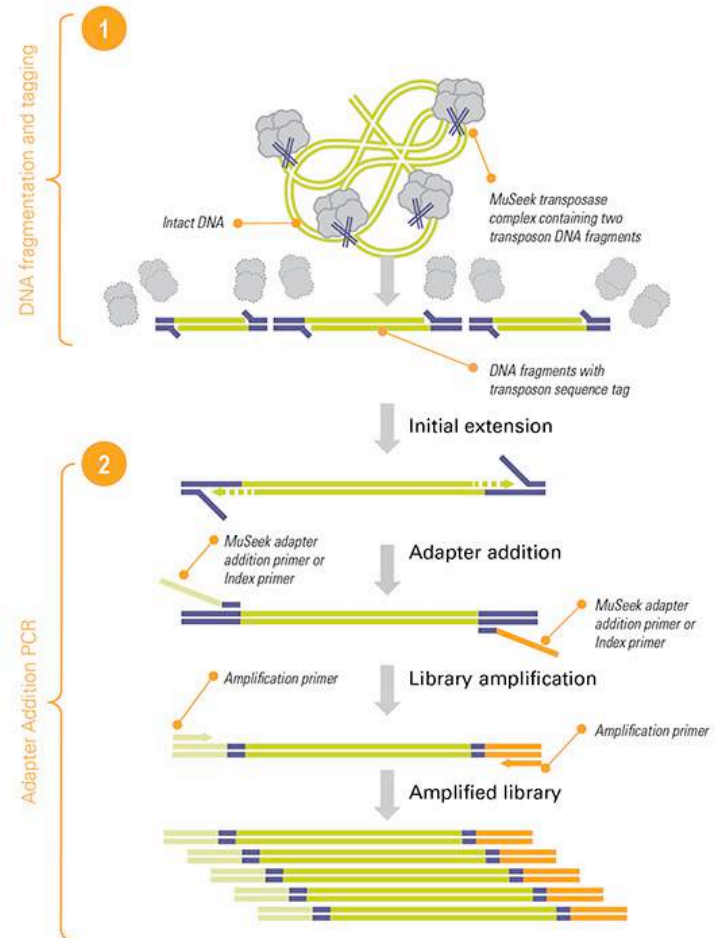 1
DNA fragmentation and tagging
Intact DNA
MuSeek transposase
complex containing two
transposon DNA fragments
DNA fragments with
transposon sequence tag
Initial extension
2
Adapter Addition PCR
MuSeek adapter
addition primer or
Index primer
Adapter addition
MuSeek adapter
addition primer or
Index primer
Library amplification
Amplification primer
Amplification primer
Amplified library